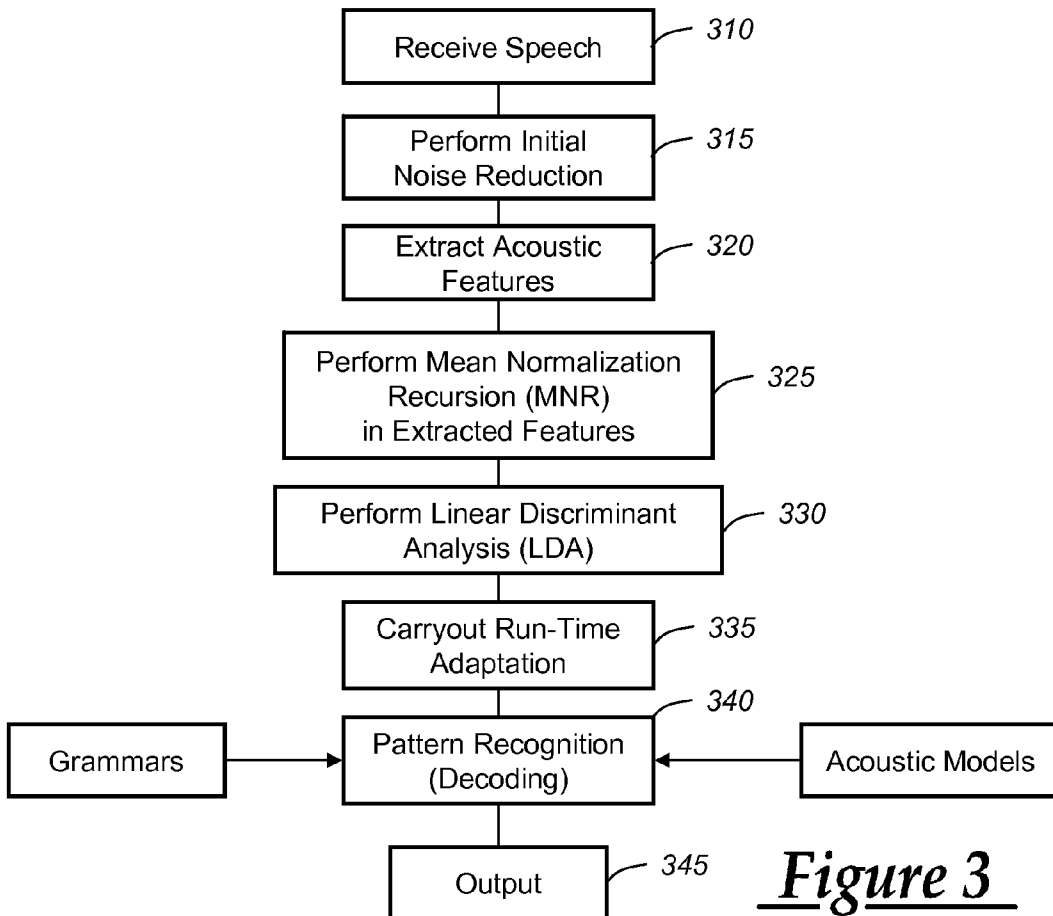 Receive Speech
310
Perform Initial
Noise Reduction
315
Extract Acoustic
Features
320
Perform Mean Normalization
Recursion (MNR)
in Extracted Features
325
Perform Linear Discriminant
Analysis (LDA)
330
Carryout Run-Time
Adaptation
335
340
Grammars
Pattern Recognition
(Decoding)
Acoustic Models
Output
345
Figure 3